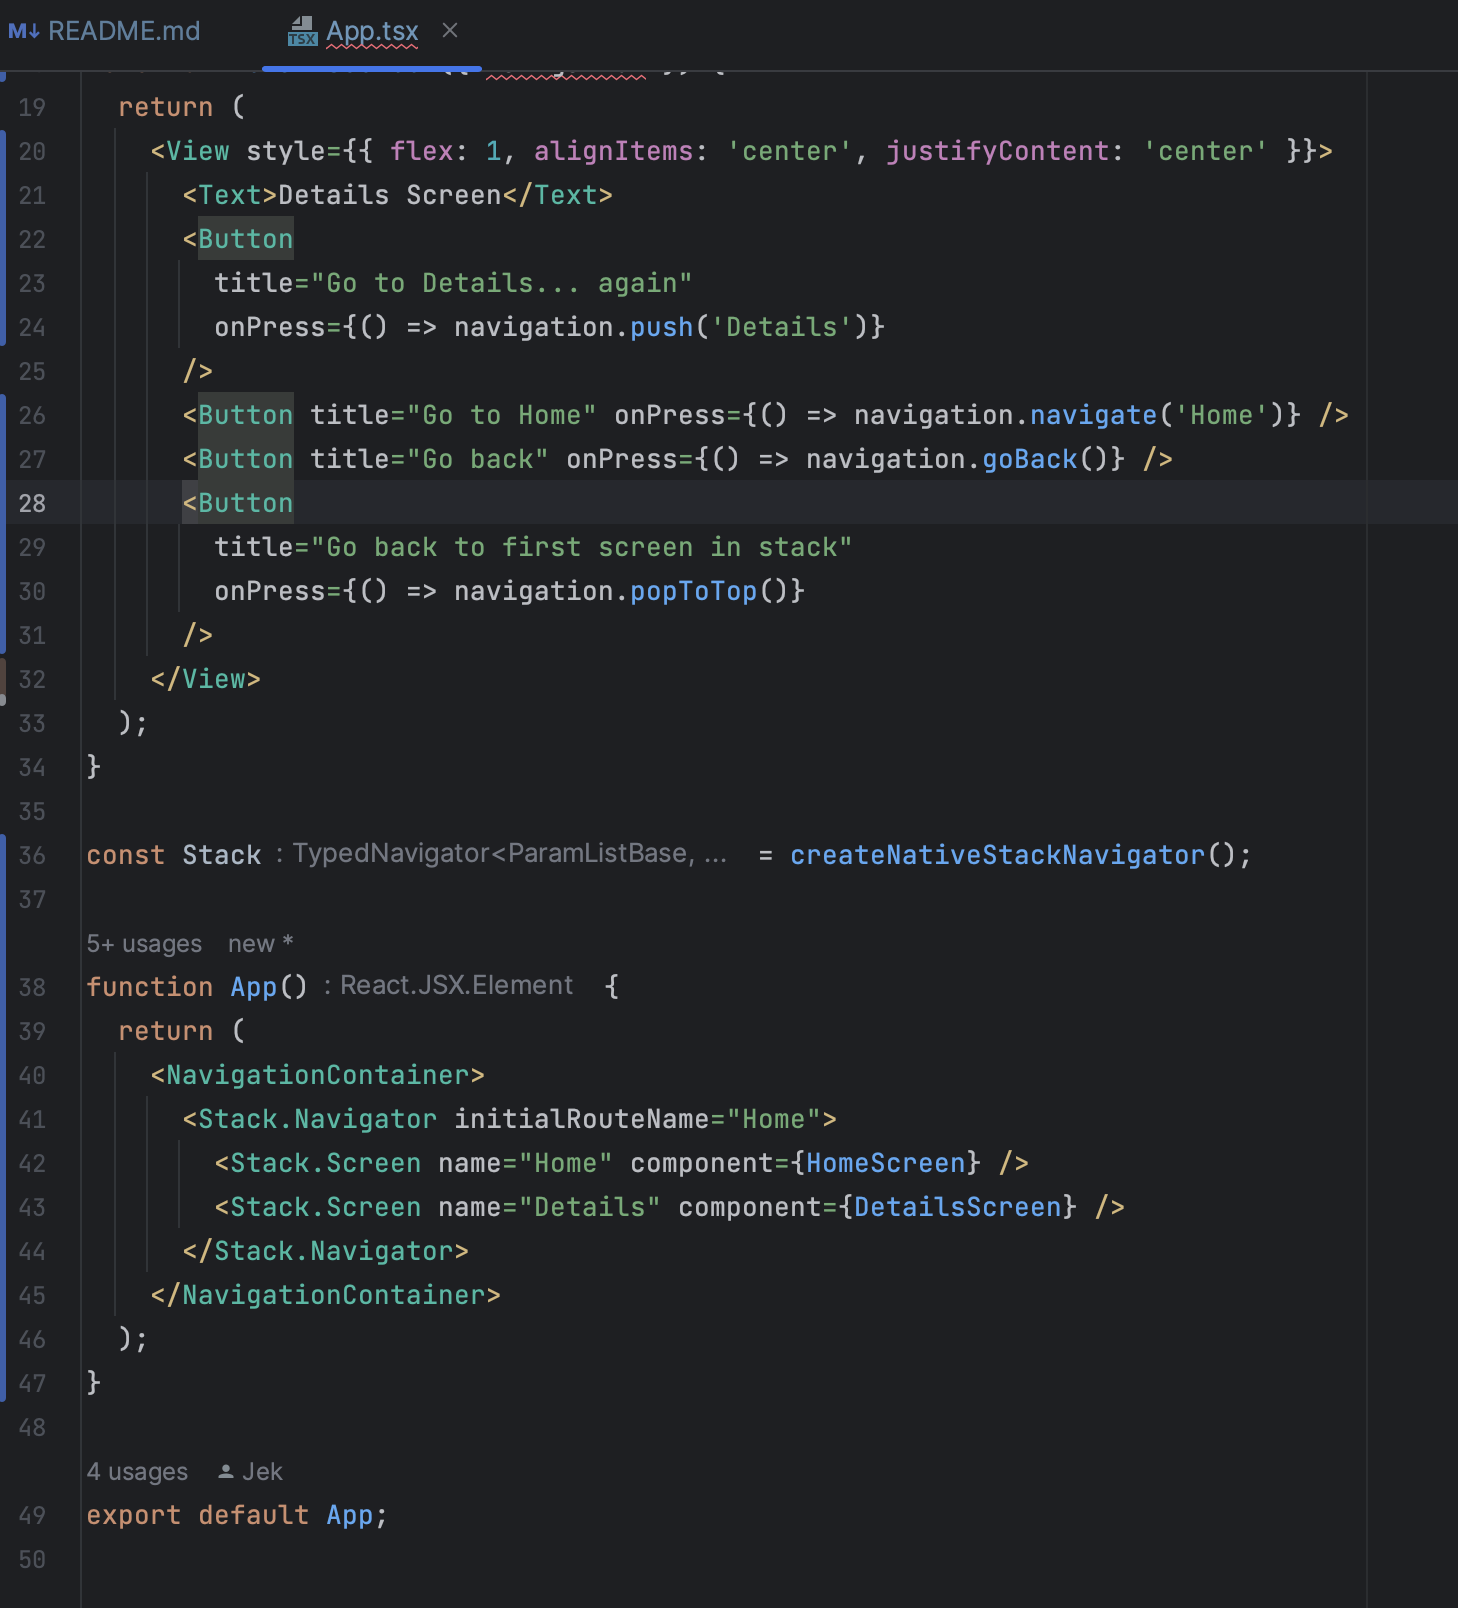 M↓ README.md TSX App.tsx ×
19 return (
20 <View style={{ flex: 1, alignItems: 'center', justifyContent: 'center' }}>
21 <Text>Details Screen</Text>
22 <Button
23 title="Go to Details... again"
24 onPress={() => navigation.push('Details')}
25 />
26 <Button title="Go to Home" onPress={() => navigation.navigate('Home')} />
27 <Button title="Go back" onPress={() => navigation.goBack()} />
28 <Button
29 title="Go back to first screen in stack"
30 onPress={() => navigation.popToTop()}
31 />
32 </View>
33 );
34 }
35
36 const Stack : TypedNavigator<ParamListBase, ... = createNativeStackNavigator();
37
5+ usages new *
38 function App() : React.JSX.Element {
39 return (
40 <NavigationContainer>
41 <Stack.Navigator initialRouteName="Home">
42 <Stack.Screen name="Home" component={HomeScreen} />
43 <Stack.Screen name="Details" component={DetailsScreen} />
44 </Stack.Navigator>
45 </NavigationContainer>
46 );
47 }
48
4 usages Jek
49 export default App;
50